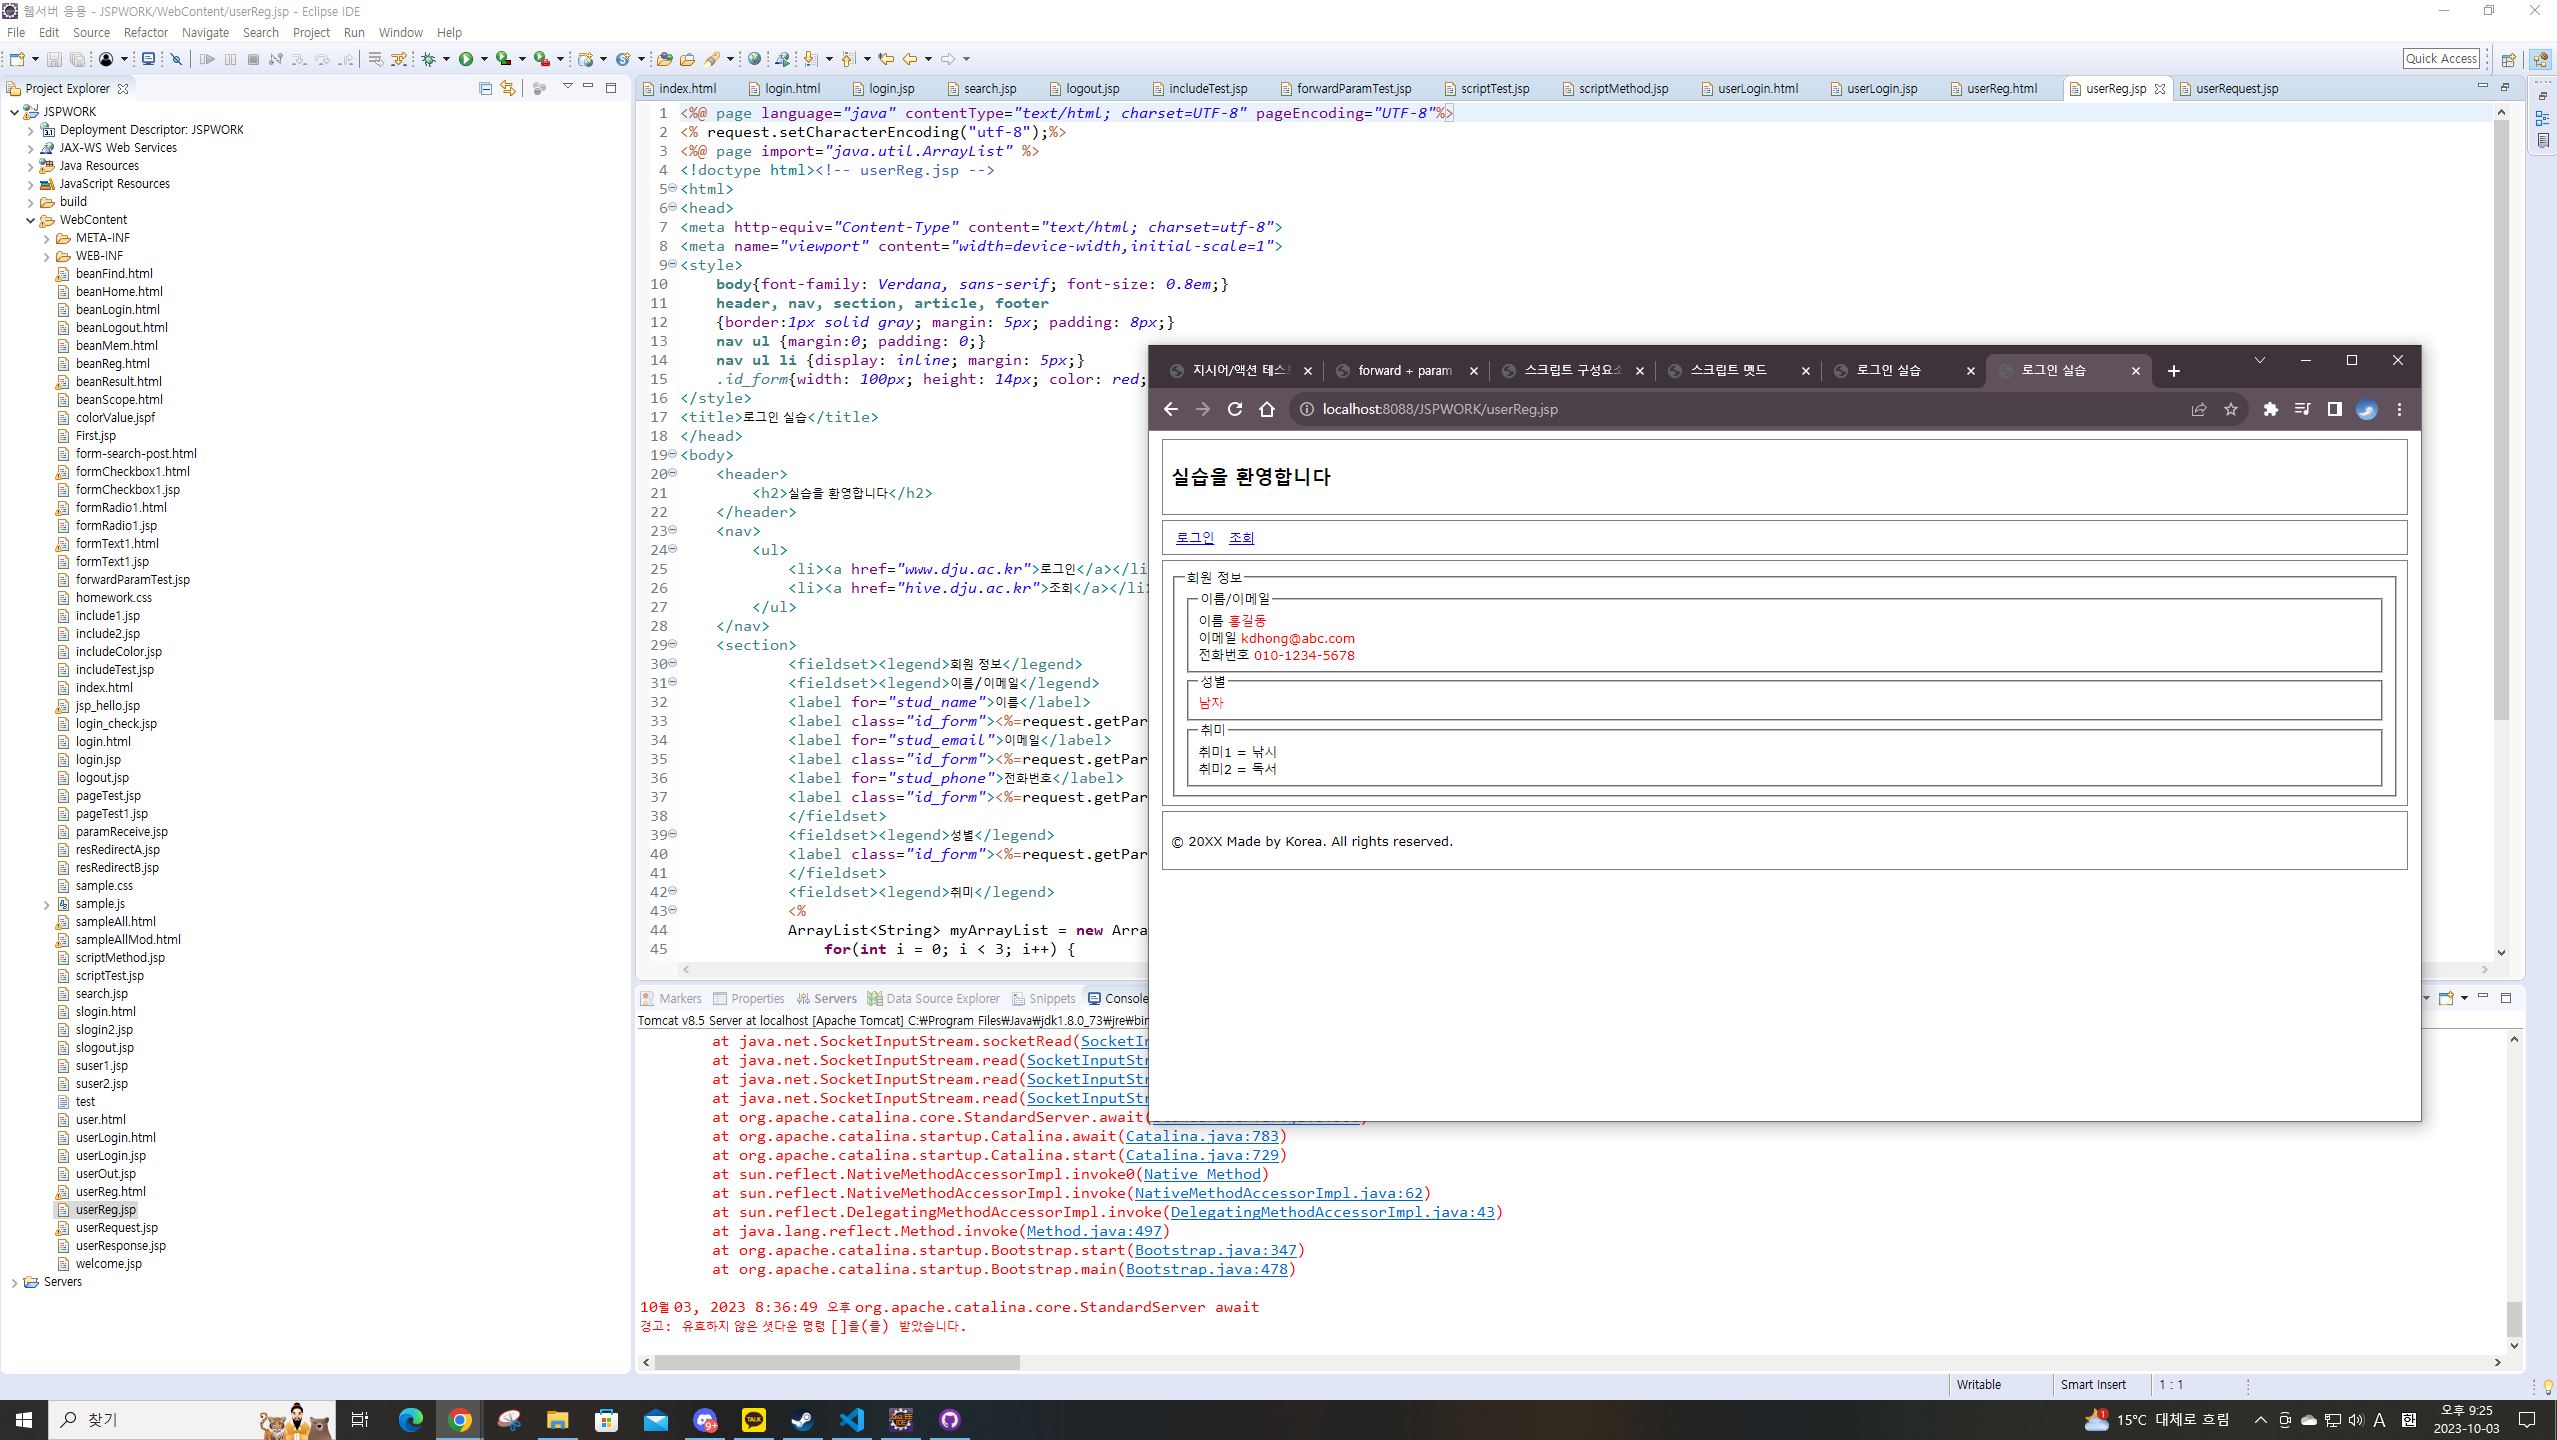 웹서버 응용 - JSPWORK/WebContent/userReg.jsp - Eclipse IDE
File Edit Source Refactor Navigate Search Project Run Window Help
Quick Access
Project Explorer
JSPWORK
Deployment Descriptor: JSPWORK
JAX-WS Web Services
Java Resources
JavaScript Resources
build
WebContent
META-INF
WEB-INF
beanFind.html
beanHome.html
beanLogin.html
beanLogout.html
beanMem.html
beanReg.html
beanResult.html
beanScope.html
colorValue.jspf
First.jsp
form-search-post.html
formCheckbox1.html
formCheckbox1.jsp
formRadio1.html
formRadio1.jsp
formText1.html
formText1.jsp
forwardParamTest.jsp
homework.css
include1.jsp
include2.jsp
includeColor.jsp
includeTest.jsp
index.html
jsp_hello.jsp
login_check.jsp
login.html
login.jsp
logout.jsp
pageTest.jsp
pageTest1.jsp
paramReceive.jsp
resRedirectA.jsp
resRedirectB.jsp
sample.css
sample.js
sampleAll.html
sampleAllMod.html
scriptMethod.jsp
scriptTest.jsp
search.jsp
slogin.html
slogin2.jsp
slogout.jsp
suser1.jsp
suser2.jsp
test
user.html
userLogin.html
userLogin.jsp
userOut.jsp
userReg.html
userReg.jsp
userRequest.jsp
userResponse.jsp
welcome.jsp
Servers
index.html login.html login.jsp search.jsp logout.jsp includeTest.jsp forwardParamTest.jsp scriptTest.jsp scriptMethod.jsp userLogin.html userLogin.jsp userReg.html userReg.jsp userRequest.jsp
1 <%@ page language="java" contentType="text/html; charset=UTF-8" pageEncoding="UTF-8"%>
2 <% request.setCharacterEncoding("utf-8");%>
3 <%@ page import="java.util.ArrayList" %>
4 <!doctype html><!-- userReg.jsp -->
5 <html>
6 <head>
7 <meta http-equiv="Content-Type" content="text/html; charset=utf-8">
8 <meta name="viewport" content="width=device-width,initial-scale=1">
9 <style>
10 body{font-family: Verdana, sans-serif; font-size: 0.8em;}
11 header, nav, section, article, footer
12 {border:1px solid gray; margin: 5px; padding: 8px;}
13 nav ul {margin:0; padding: 0;}
14 nav ul li {display: inline; margin: 5px;}
15 .id_form{width: 100px; height: 14px; color: red;
16 </style>
17 <title>로그인 실습</title>
18 </head>
19 <body>
20 <header>
21 <h2>실습을 환영합니다</h2>
22 </header>
23 <nav>
24 <ul>
25 <li><a href="www.dju.ac.kr">로그인</a></li
26 <li><a href="hive.dju.ac.kr">조회</a></li>
27 </ul>
28 </nav>
29 <section>
30 <fieldset><legend>회원 정보</legend>
31 <fieldset><legend>이름/이메일</legend>
32 <label for="stud_name">이름</label>
33 <label class="id_form"><%=request.getPar
34 <label for="stud_email">이메일</label>
35 <label class="id_form"><%=request.getPar
36 <label for="stud_phone">전화번호</label>
37 <label class="id_form"><%=request.getPar
38 </fieldset>
39 <fieldset><legend>성별</legend>
40 <label class="id_form"><%=request.getPar
41 </fieldset>
42 <fieldset><legend>취미</legend>
43 <%
44 ArrayList<String> myArrayList = new Arra
45 for(int i = 0; i < 3; i++) {
지시어/액션 테스트 forward + param 스크립트 구성요소 스크립트 멧드 로그인 실습 로그인 실습
localhost:8088/JSPWORK/userReg.jsp
실습을 환영합니다
로그인 조회
회원 정보
이름/이메일
이름 홍길동
이메일 kdhong@abc.com
전화번호 010-1234-5678
성별
남자
취미
취미1 = 낚시
취미2 = 독서
© 20XX Made by Korea. All rights reserved.
Markers Properties Servers Data Source Explorer Snippets Console
Tomcat v8.5 Server at localhost [Apache Tomcat] C:₩Program Files₩Java₩jdk1.8.0_73₩jre₩bin
at java.net.SocketInputStream.socketRead(SocketIn
at java.net.SocketInputStream.read(SocketInputStr
at java.net.SocketInputStream.read(SocketInputStr
at java.net.SocketInputStream.read(SocketInputStr
at org.apache.catalina.core.StandardServer.await(
at org.apache.catalina.startup.Catalina.await(Catalina.java:783)
at org.apache.catalina.startup.Catalina.start(Catalina.java:729)
at sun.reflect.NativeMethodAccessorImpl.invoke0(Native Method)
at sun.reflect.NativeMethodAccessorImpl.invoke(NativeMethodAccessorImpl.java:62)
at sun.reflect.DelegatingMethodAccessorImpl.invoke(DelegatingMethodAccessorImpl.java:43)
at java.lang.reflect.Method.invoke(Method.java:497)
at org.apache.catalina.startup.Bootstrap.start(Bootstrap.java:347)
at org.apache.catalina.startup.Bootstrap.main(Bootstrap.java:478)
10월 03, 2023 8:36:49 오후 org.apache.catalina.core.StandardServer await
경고: 유효하지 않은 셧다운 명령 []을(를) 받았습니다.
Writable Smart Insert 1 : 1
찾기
15°C 대체로 흐림
A 한
오후 9:25
2023-10-03